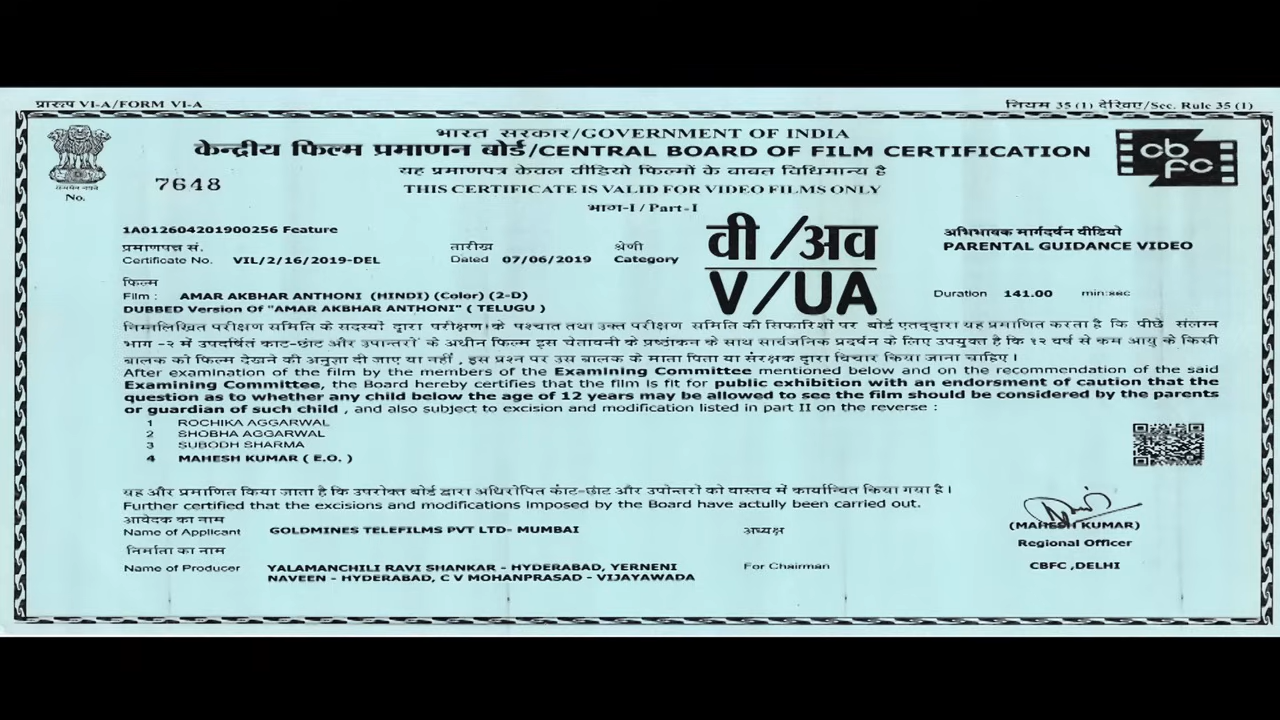 प्रारूप VI-A/FORM VI-A
नियम 35 (1) देखिए/See. Rule 35 (1)
भारत सरकार/GOVERNMENT OF INDIA
केन्द्रीय फिल्म प्रमाणन बोर्ड/CENTRAL BOARD OF FILM CERTIFICATION
cbfc
यह प्रमाणपत्र केवल वीडियो फिल्मों के बाबत विधिमान्य है
No. 7648
THIS CERTIFICATE IS VALID FOR VIDEO FILMS ONLY
भाग-I / Part-I
1A012604201900256 Feature
वी/अव
अभिभावक मार्गदर्शन वीडियो
प्रमाणपत्र सं. तारीख श्रेणी
PARENTAL GUIDANCE VIDEO
Certificate No. VIL/2/16/2019-DEL Dated 07/06/2019 Category
V/UA
फिल्म
Film : AMAR AKBHAR ANTHONI (HINDI) (Color) (2-D)
Duration 141.00 min:sec
DUBBED Version Of "AMAR AKBHAR ANTHONI" ( TELUGU )
निम्नलिखित परीक्षण समिति के सदस्यों द्वारा परीक्षण के पश्चात तथा उक्त परीक्षण समिति की सिफारिशों पर बोर्ड एतद्द्वारा यह प्रमाणित करता है कि पीछे संलग्न
भाग -२ में उपदर्शित काट-छांट और उपान्तरों के अधीन फिल्म इस चेतावनी के प्रष्ठांकन के साथ सार्वजनिक प्रदर्शन के लिए उपयुक्त है कि १२ वर्ष से कम आयु के किसी
बालक को फिल्म देखने की अनुज्ञा दी जाए या नहीं , इस प्रश्न पर उस बालक के माता पिता या संरक्षक द्वारा विचार किया जाना चाहिए।
After examination of the film by the members of the Examining Committee mentioned below and on the recommendation of the said
Examining Committee, the Board hereby certifies that the film is fit for public exhibition with an endorsment of caution that the
question as to whether any child below the age of 12 years may be allowed to see the film should be considered by the parents
or guardian of such child , and also subject to excision and modification listed in part II on the reverse :
1 ROCHIKA AGGARWAL
2 SHOBHA AGGARWAL
3 SUBODH SHARMA
4 MAHESH KUMAR ( E.O. )
यह और प्रमाणित किया जाता है कि उपरोक्त बोर्ड द्वारा अधिरोपित काँट-छाँट और उपांतरों को वास्तव में कार्यान्वित किया गया है।
Further certified that the excisions and modifications imposed by the Board have actully been carried out.
आवेदक का नाम
Name of Applicant GOLDMINES TELEFILMS PVT LTD- MUMBAI
अध्यक्ष
(MAHESH KUMAR)
निर्माता का नाम
Regional Officer
Name of Producer YALAMANCHILI RAVI SHANKAR - HYDERABAD, YERNENI
For Chairman
CBFC ,DELHI
NAVEEN - HYDERABAD, C V MOHANPRASAD - VIJAYAWADA